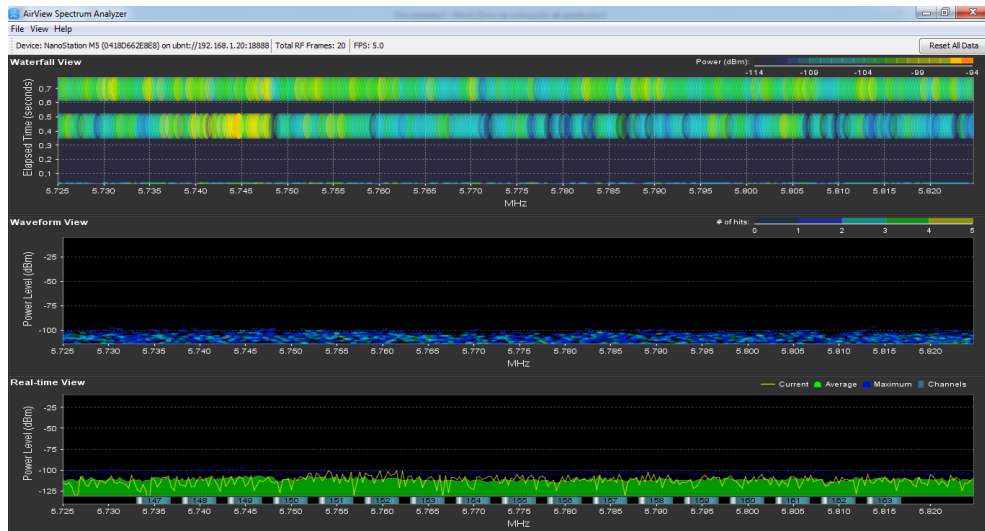 AirView Spectrum Analyzer
File View Help
Device: NanoStation M5 (0418D662E8E8) on ubnt://192.168.1.20:18888 Total RF Frames: 20 FPS: 5.0 Reset All Data
Waterfall View Power (dBm):
-114 -109 -104 -99 -94
Elapsed Time (seconds)
0,7
0,6
0,5
0,4
0,3
0,2
0,1
5.725 5.730 5.735 5.740 5.745 5.750 5.755 5.760 5.765 5.770 5.775 5.780 5.785 5.790 5.795 5.800 5.805 5.810 5.815 5.820
MHz
Waveform View # of hits:
0 1 2 3 4 5
Power Level (dBm)
-25
-50
-75
-100
5.725 5.730 5.735 5.740 5.745 5.750 5.755 5.760 5.765 5.770 5.775 5.780 5.785 5.790 5.795 5.800 5.805 5.810 5.815 5.820
MHz
Real-time View Current Average Maximum Channels
Power Level (dBm)
-25
-50
-75
-100
-125
147 148 149 150 151 152 153 155 156 157 158 159 160 161 162 163
5.725 5.730 5.735 5.740 5.745 5.750 5.755 5.760 5.765 5.770 5.775 5.780 5.785 5.790 5.795 5.800 5.805 5.810 5.815 5.820
MHz